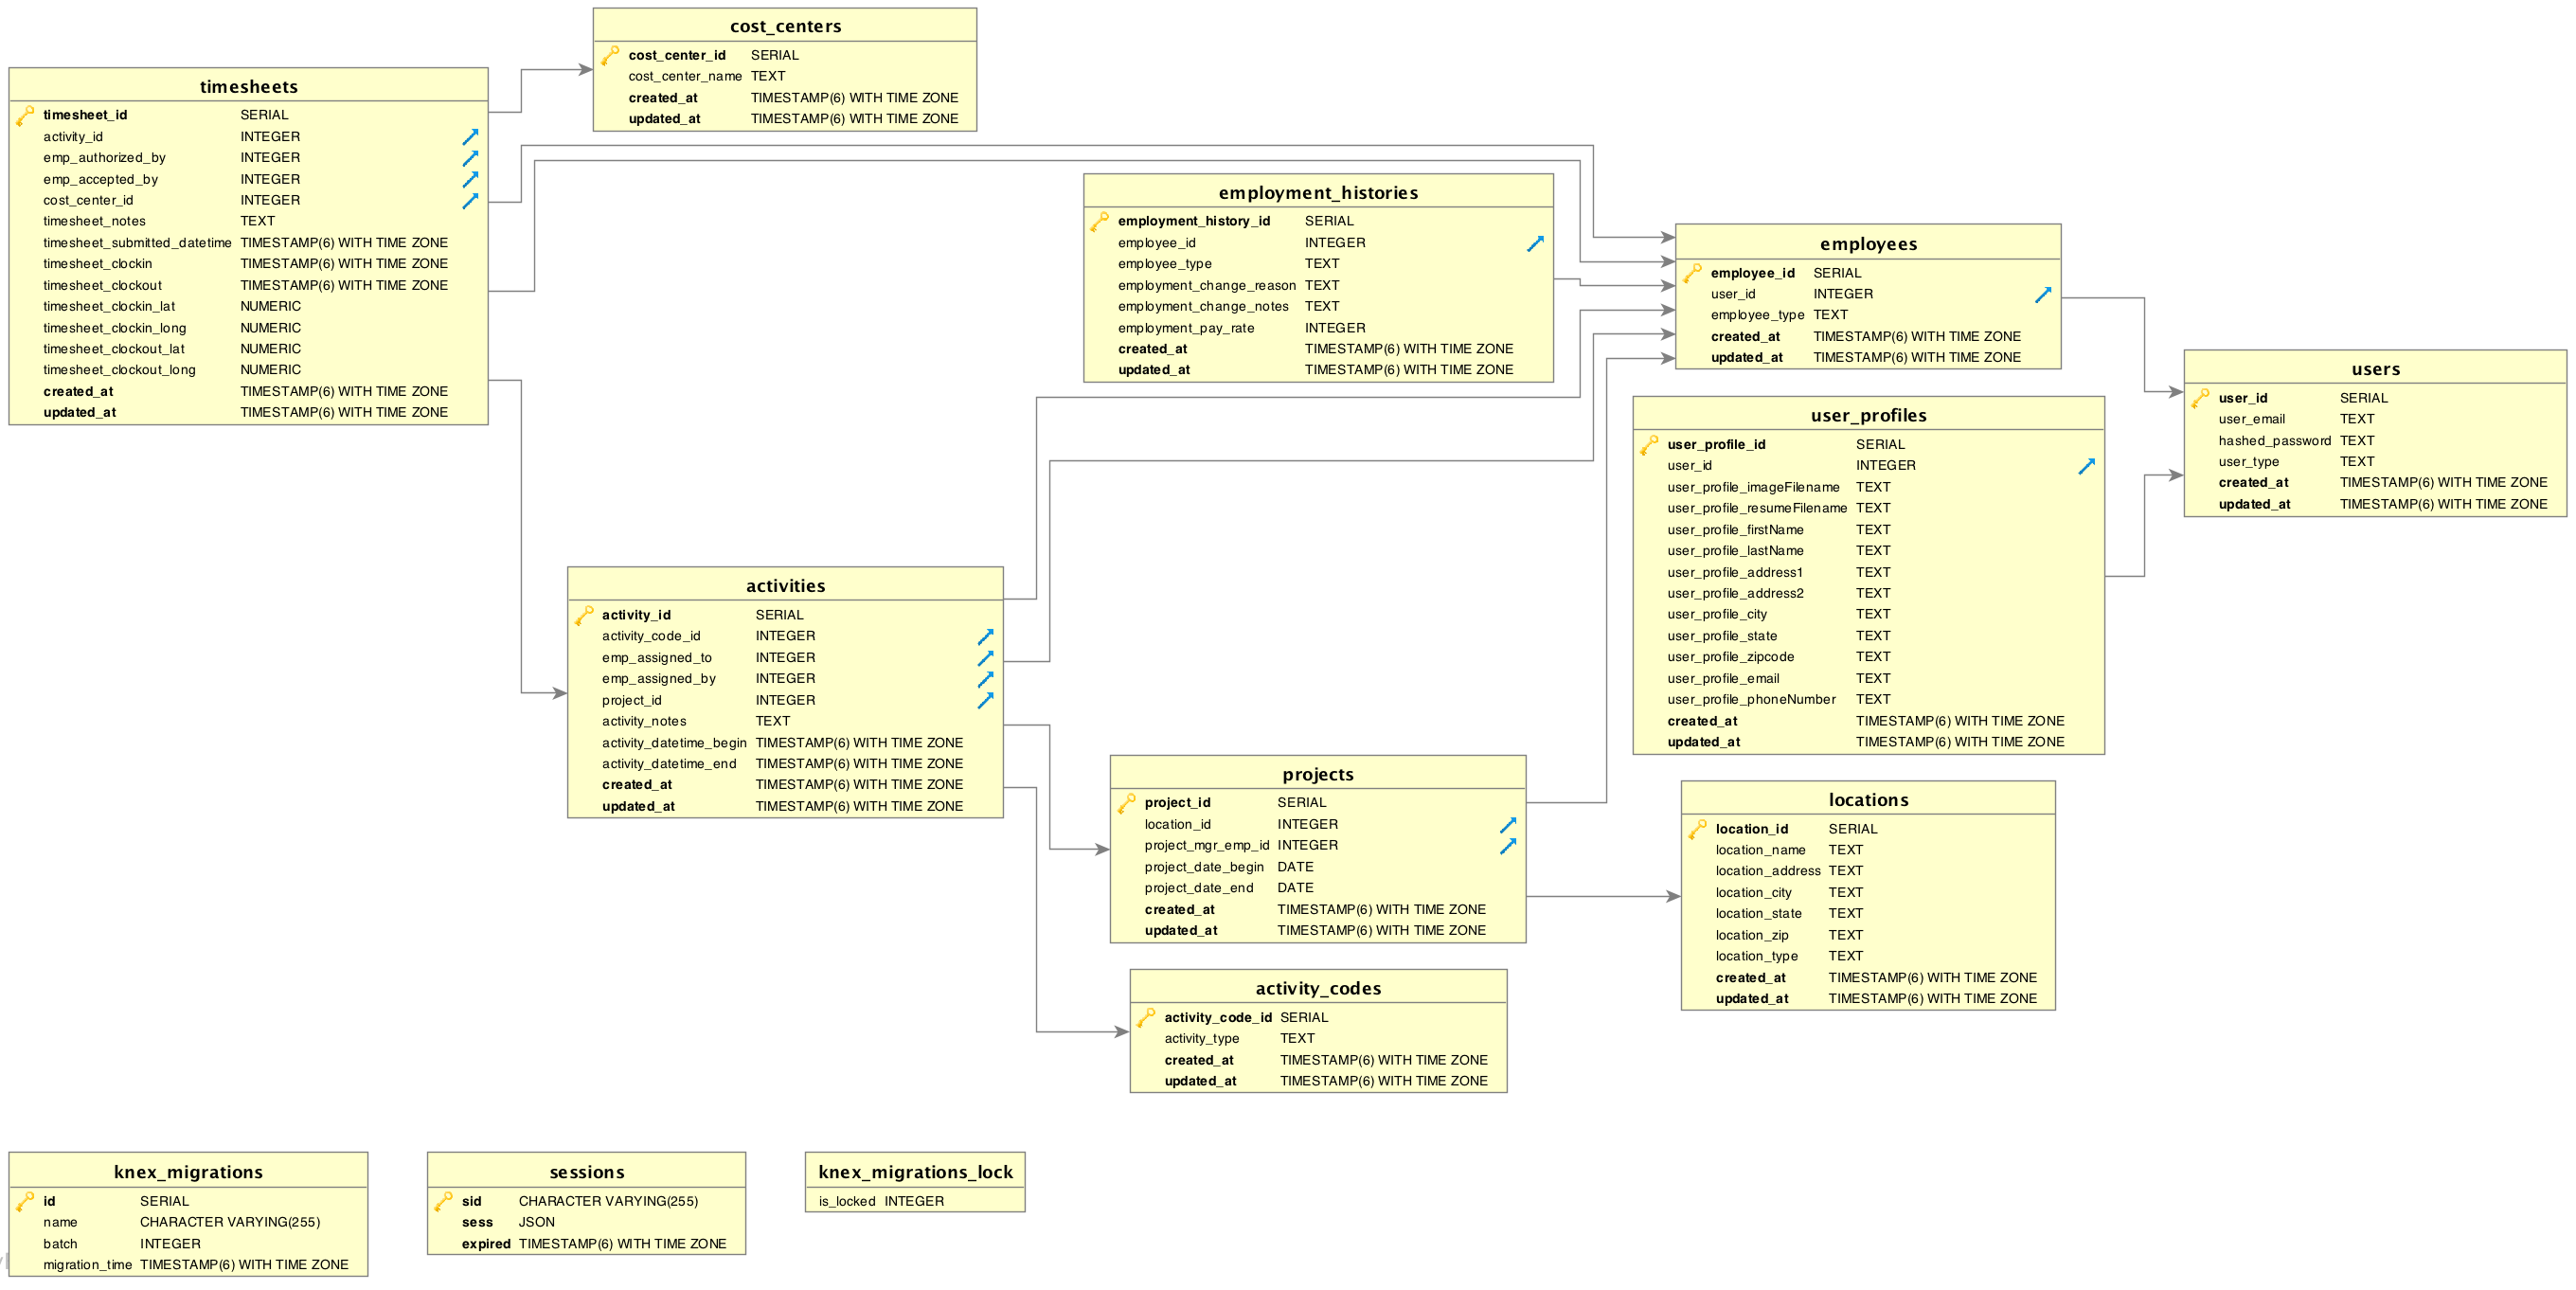 cost_centers
cost_center_id SERIAL
cost_center_name TEXT
created_at TIMESTAMP(6) WITH TIME ZONE
updated_at TIMESTAMP(6) WITH TIME ZONE
timesheets
timesheet_id SERIAL
activity_id INTEGER
emp_authorized_by INTEGER
emp_accepted_by INTEGER
cost_center_id INTEGER
timesheet_notes TEXT
timesheet_submitted_datetime TIMESTAMP(6) WITH TIME ZONE
timesheet_clockin TIMESTAMP(6) WITH TIME ZONE
timesheet_clockout TIMESTAMP(6) WITH TIME ZONE
timesheet_clockin_lat NUMERIC
timesheet_clockin_long NUMERIC
timesheet_clockout_lat NUMERIC
timesheet_clockout_long NUMERIC
created_at TIMESTAMP(6) WITH TIME ZONE
updated_at TIMESTAMP(6) WITH TIME ZONE
employment_histories
employment_history_id SERIAL
employee_id INTEGER
employee_type TEXT
employment_change_reason TEXT
employment_change_notes TEXT
employment_pay_rate INTEGER
created_at TIMESTAMP(6) WITH TIME ZONE
updated_at TIMESTAMP(6) WITH TIME ZONE
employees
employee_id SERIAL
user_id INTEGER
employee_type TEXT
created_at TIMESTAMP(6) WITH TIME ZONE
updated_at TIMESTAMP(6) WITH TIME ZONE
users
user_id SERIAL
user_email TEXT
hashed_password TEXT
user_type TEXT
created_at TIMESTAMP(6) WITH TIME ZONE
updated_at TIMESTAMP(6) WITH TIME ZONE
user_profiles
user_profile_id SERIAL
user_id INTEGER
user_profile_imageFilename TEXT
user_profile_resumeFilename TEXT
user_profile_firstName TEXT
user_profile_lastName TEXT
user_profile_address1 TEXT
user_profile_address2 TEXT
user_profile_city TEXT
user_profile_state TEXT
user_profile_zipcode TEXT
user_profile_email TEXT
user_profile_phoneNumber TEXT
created_at TIMESTAMP(6) WITH TIME ZONE
updated_at TIMESTAMP(6) WITH TIME ZONE
activities
activity_id SERIAL
activity_code_id INTEGER
emp_assigned_to INTEGER
emp_assigned_by INTEGER
project_id INTEGER
activity_notes TEXT
activity_datetime_begin TIMESTAMP(6) WITH TIME ZONE
activity_datetime_end TIMESTAMP(6) WITH TIME ZONE
created_at TIMESTAMP(6) WITH TIME ZONE
updated_at TIMESTAMP(6) WITH TIME ZONE
projects
project_id SERIAL
location_id INTEGER
project_mgr_emp_id INTEGER
project_date_begin DATE
project_date_end DATE
created_at TIMESTAMP(6) WITH TIME ZONE
updated_at TIMESTAMP(6) WITH TIME ZONE
locations
location_id SERIAL
location_name TEXT
location_address TEXT
location_city TEXT
location_state TEXT
location_zip TEXT
location_type TEXT
created_at TIMESTAMP(6) WITH TIME ZONE
updated_at TIMESTAMP(6) WITH TIME ZONE
activity_codes
activity_code_id SERIAL
activity_type TEXT
created_at TIMESTAMP(6) WITH TIME ZONE
updated_at TIMESTAMP(6) WITH TIME ZONE
knex_migrations
id SERIAL
name CHARACTER VARYING(255)
batch INTEGER
migration_time TIMESTAMP(6) WITH TIME ZONE
sessions
sid CHARACTER VARYING(255)
sess JSON
expired TIMESTAMP(6) WITH TIME ZONE
knex_migrations_lock
is_locked INTEGER